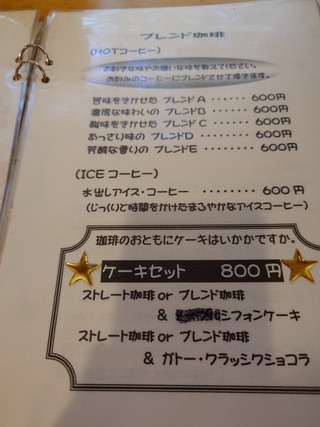 ブレンド珈琲
(HOTコーヒー)
お好きな味やお嫌いな味を教えてください。
お好みのコーヒーにブレンドさせて頂きます。
苦味をきかせた ブレンドA ・・・・・・ 600円
濃厚な味わいの ブレンドB ・・・・・・ 600円
酸味をきかせた ブレンドC ・・・・・・ 600円
あっさり味の ブレンドD ・・・・・・ 600円
芳醇な香りの ブレンドE ・・・・・・ 600円
(ICE コーヒー)
水出しアイス・コーヒー ・・・・・・・・ 600円
(じっくりと時間をかけたまろやかなアイスコーヒー)
珈琲のおともにケーキはいかかですか。
ケーキセット 800円
ストレート珈琲 or ブレンド珈琲
& シフォンケーキ
ストレート珈琲 or ブレンド珈琲
& ガトー・クラッシクショコラ